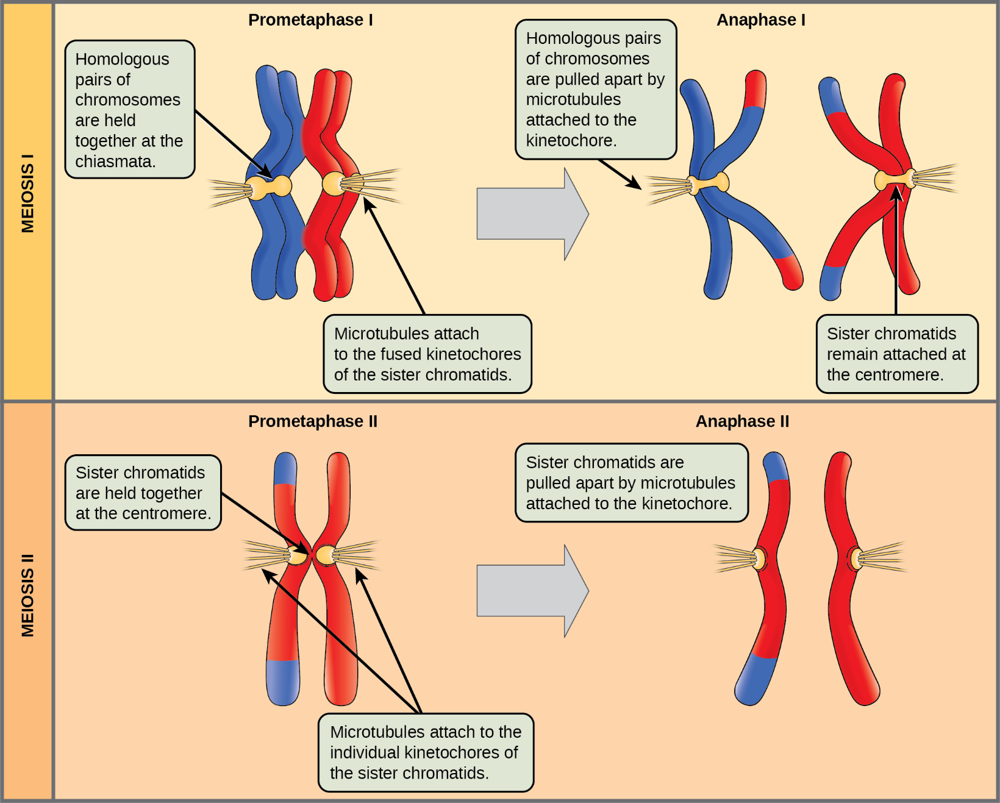 MEIOSIS I
Prometaphase I
Homologous
pairs of
chromosomes
are held
together at the
chiasmata.
Microtubules attach
to the fused kinetochores
of the sister chromatids.
Anaphase I
Homologous pairs
of chromosomes
are pulled apart by
microtubules
attached to the
kinetochore.
Sister chromatids
remain attached at
the centromere.
MEIOSIS II
Prometaphase II
Sister chromatids
are held together
at the centromere.
Microtubules attach to the
individual kinetochores of
the sister chromatids.
Anaphase II
Sister chromatids are
pulled apart by microtubules
attached to the kinetochore.